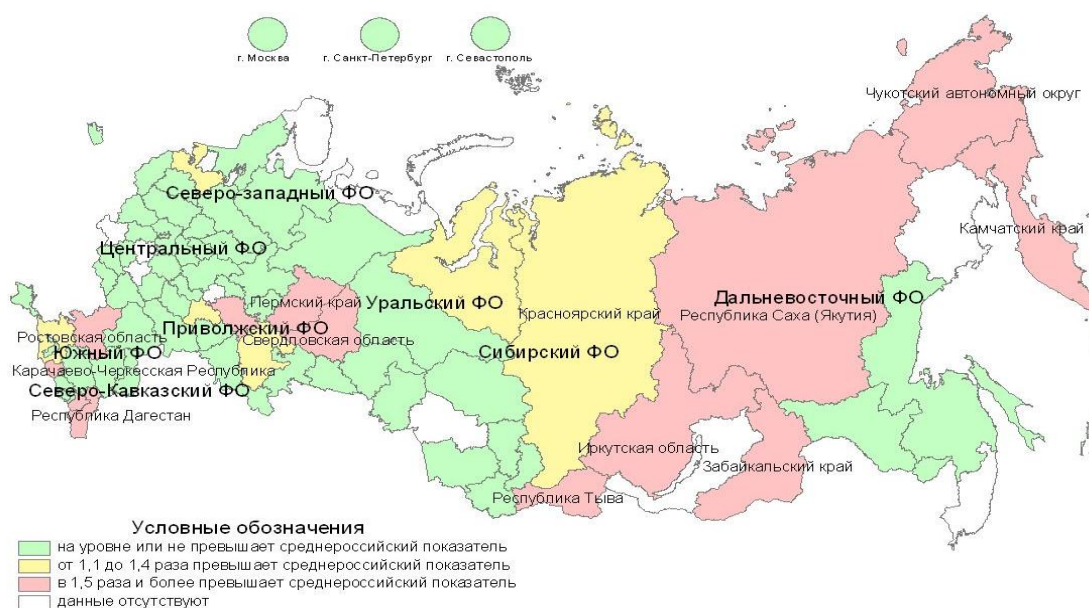 г. Москва
г. Санкт-Петербург
г. Севастополь
Чукотский автономный округ
Северо-западный ФО
Камчатский край
Центральный ФО
Дальневосточный ФО
Пермский край
Уральский ФО
Красноярский край
Республика Саха (Якутия)
Приволжский ФО
Ростовская область
Свердловская область
Южный ФО
Сибирский ФО
Карачаево-Черкесская Республика
Северо-Кавказский ФО
Республика Дагестан
Иркутская область
Забайкальский край
Республика Тыва
Условные обозначения
на уровне или не превышает среднероссийский показатель
от 1,1 до 1,4 раза превышает среднероссийский показатель
в 1,5 раза и более превышает среднероссийский показатель
данные отсутствуют